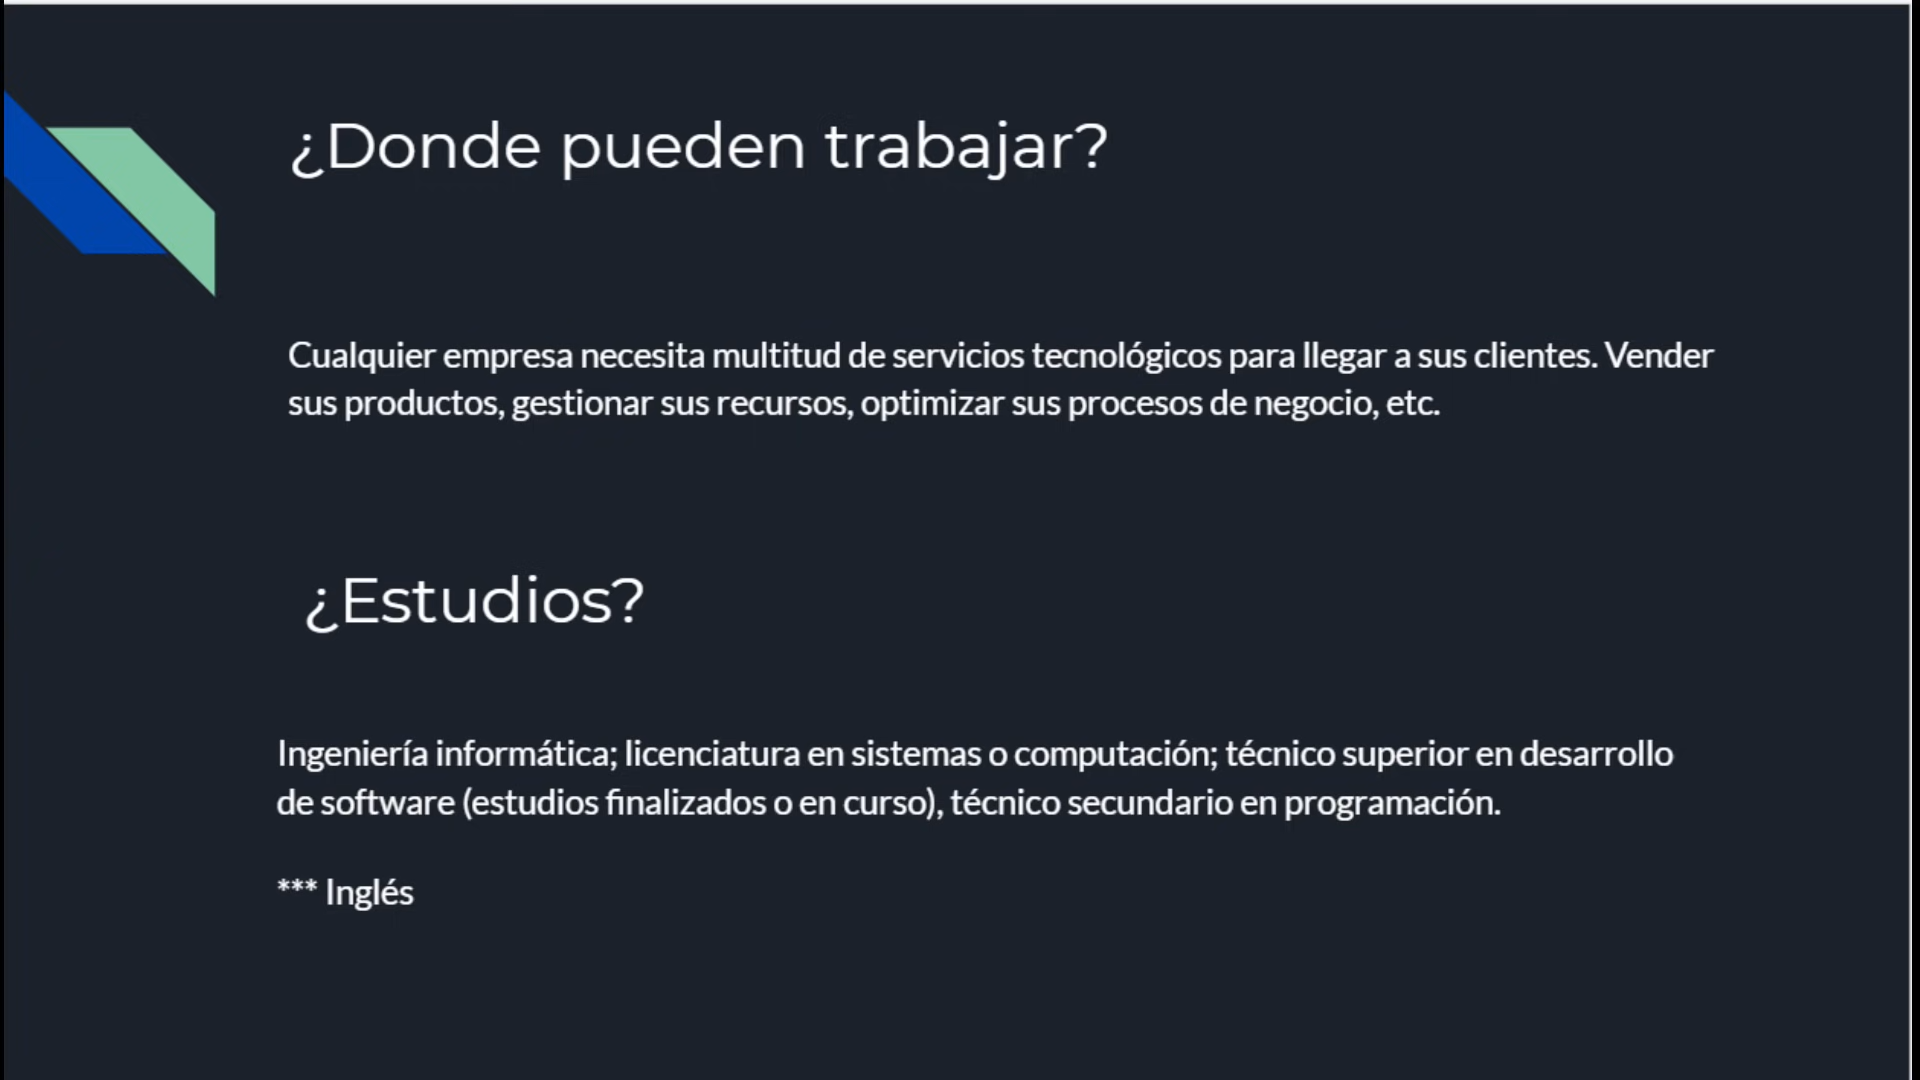 ¿Donde pueden trabajar?
Cualquier empresa necesita multitud de servicios tecnológicos para llegar a sus clientes. Vender
sus productos, gestionar sus recursos, optimizar sus procesos de negocio, etc.
¿Estudios?
Ingeniería informática; licenciatura en sistemas o computación; técnico superior en desarrollo
de software (estudios finalizados o en curso), técnico secundario en programación.
*** Inglés